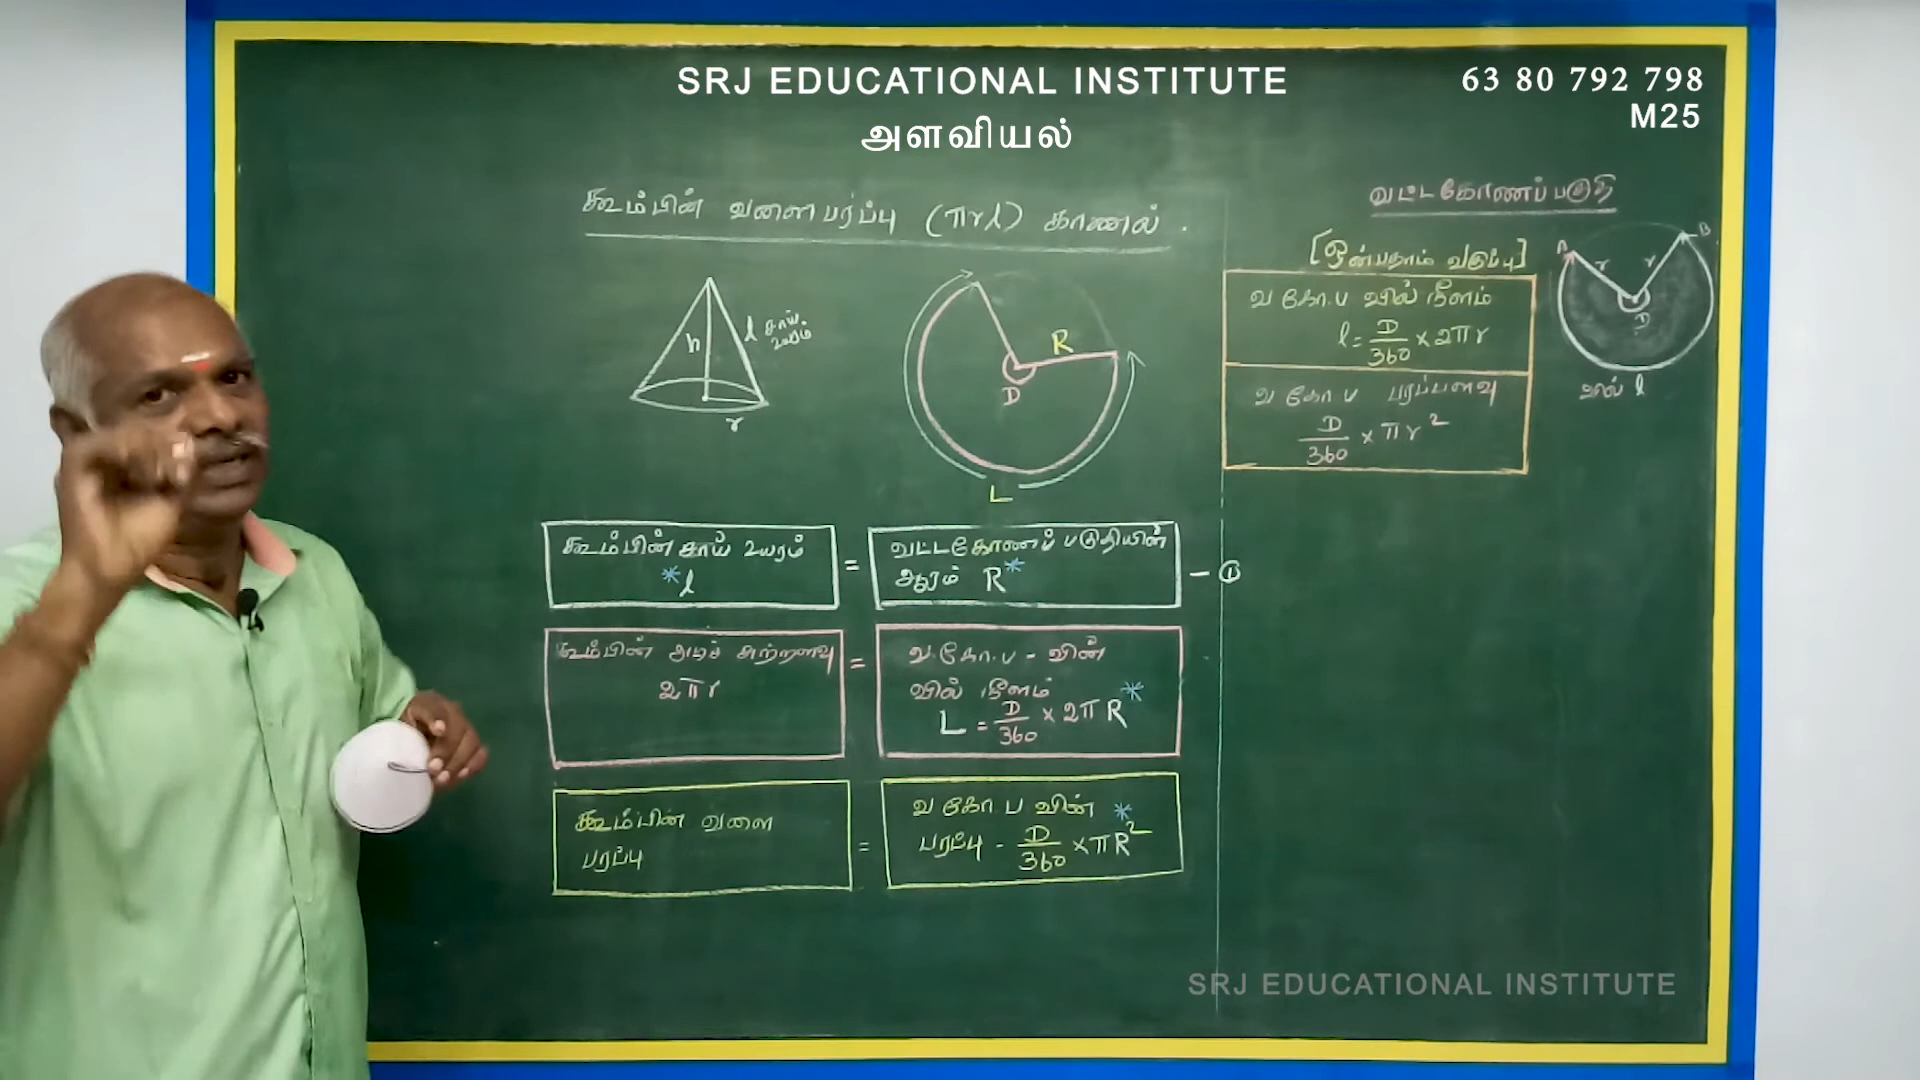 SRJ EDUCATIONAL INSTITUTE
63 80 792 798
M25
அளவியல்
கூம்பின் வளைபரப்பு (πrl) காணல்.
h
l சாய் உயரம்
r
R
D
L
வட்டகோணப்பகுதி
[ஒன்பதாம் வகுப்பு]
வ கோ.ப வில் நீளம்
l = D/360 × 2πr
வ கோ ப பரப்பளவு
D/360 × πr²
A
B
r
r
D
வில் l
கூம்பின் சாய் உயரம்
*l
=
வட்டகோணப் பகுதியின்
ஆரம் R*
– ①
கூம்பின் அடிச் சுற்றளவு
2πr
=
வ.கோ.ப - வின்
வில் நீளம்
L = D/360 × 2πR*
கூம்பின் வளை
பரப்பு
=
வ கோ.ப வின் *
பரப்பு - D/360 × πR²
SRJ EDUCATIONAL INSTITUTE